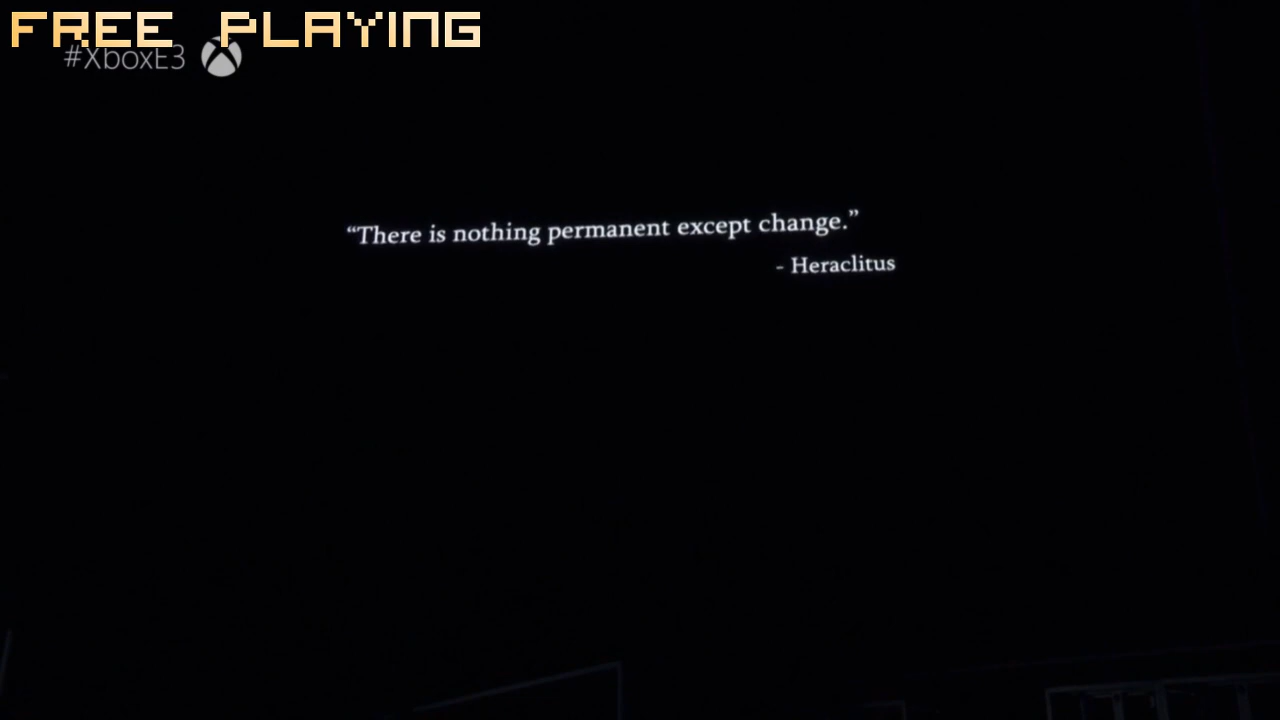 FREE PLAYING
#XboxE3
“There is nothing permanent except change.”
- Heraclitus